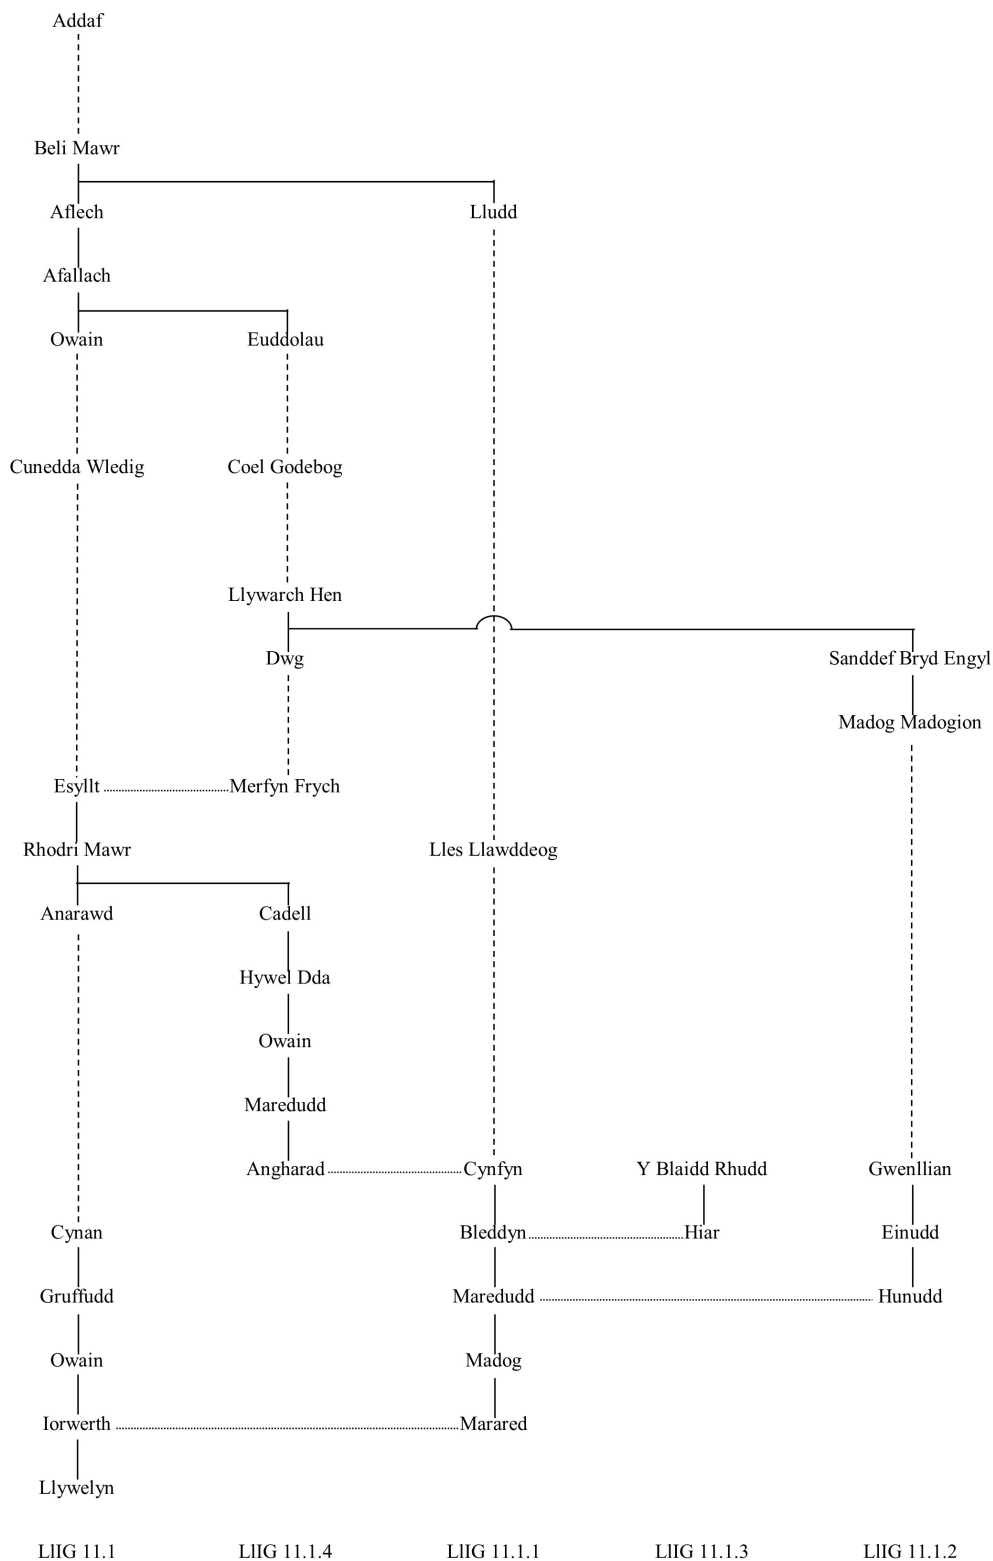 Addaf
Beli Mawr
Aflech
Lludd
Afallach
Owain
Euddolau
Cunedda Wledig
Coel Godebog
Llywarch Hen
Dwg
Sanddef Bryd Engyl
Madog Madogion
Esyllt
Merfyn Frych
Rhodri Mawr
Lles Llawddeog
Anarawd
Cadell
Hywel Dda
Owain
Maredudd
Angharad
Cynfyn
Y Blaidd Rhudd
Gwenllian
Cynan
Bleddyn
Hiar
Einudd
Gruffudd
Maredudd
Hunudd
Owain
Madog
Iorwerth
Marared
Llywelyn
LlIG 11.1
LlIG 11.1.4
LlIG 11.1.1
LlIG 11.1.3
LlIG 11.1.2